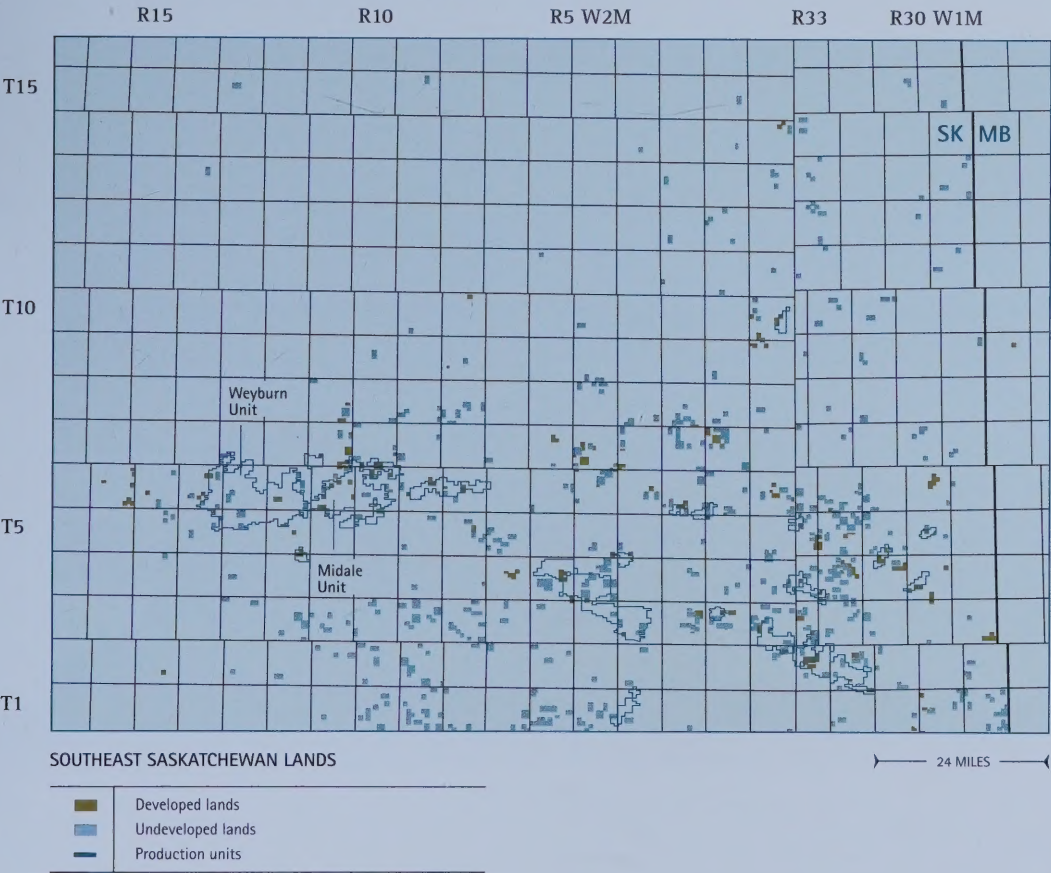 R15 R10 R5 W2M R33 R30 W1M
T15
SK MB
T10
Weyburn
Unit
T5
Midale
Unit
T1
SOUTHEAST SASKATCHEWAN LANDS
24 MILES
Developed lands
Undeveloped lands
Production units